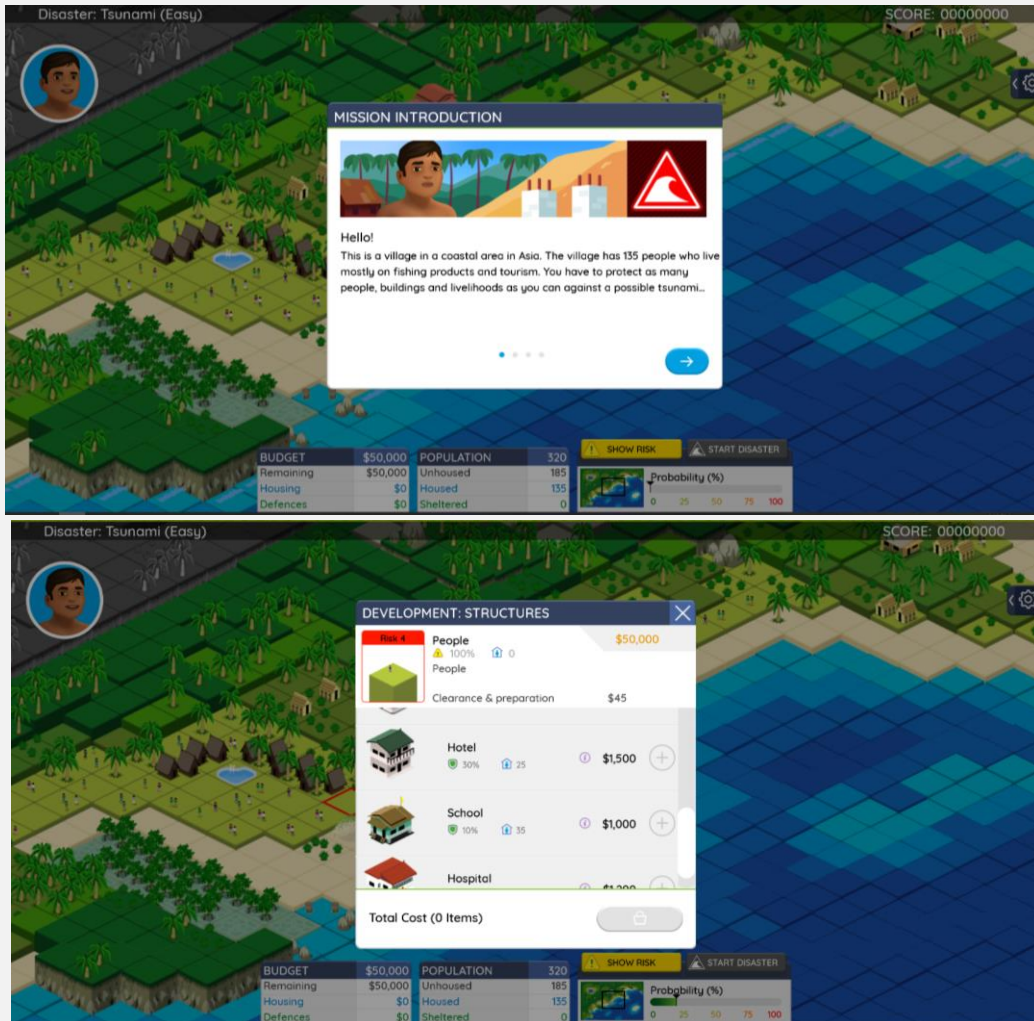 Disaster: Tsunami (Easy)
SCORE: 00000000
MISSION INTRODUCTION
Hello!
This is a village in a coastal area in Asia. The village has 135 people who live
mostly on fishing products and tourism. You have to protect as many
people, buildings and livelihoods as you can against a possible tsunami...
SHOW RISK
START DISASTER
BUDGET $50,000
Remaining $50,000
Housing $0
Defences $0
POPULATION 320
Unhoused 185
Housed 135
Sheltered 0
Probability (%)
0 25 50 75 100
Disaster: Tsunami (Easy)
SCORE: 00000000
DEVELOPMENT: STRUCTURES
Risk 4
People
100% 0
People
$50,000
Clearance & preparation $45
Hotel
30% 25
$1,500
School
10% 35
$1,000
Hospital
Total Cost (0 Items)
SHOW RISK
START DISASTER
BUDGET $50,000
Remaining $50,000
Housing $0
Defences $0
POPULATION 320
Unhoused 185
Housed 135
Sheltered 0
Probability (%)
0 25 50 75 100